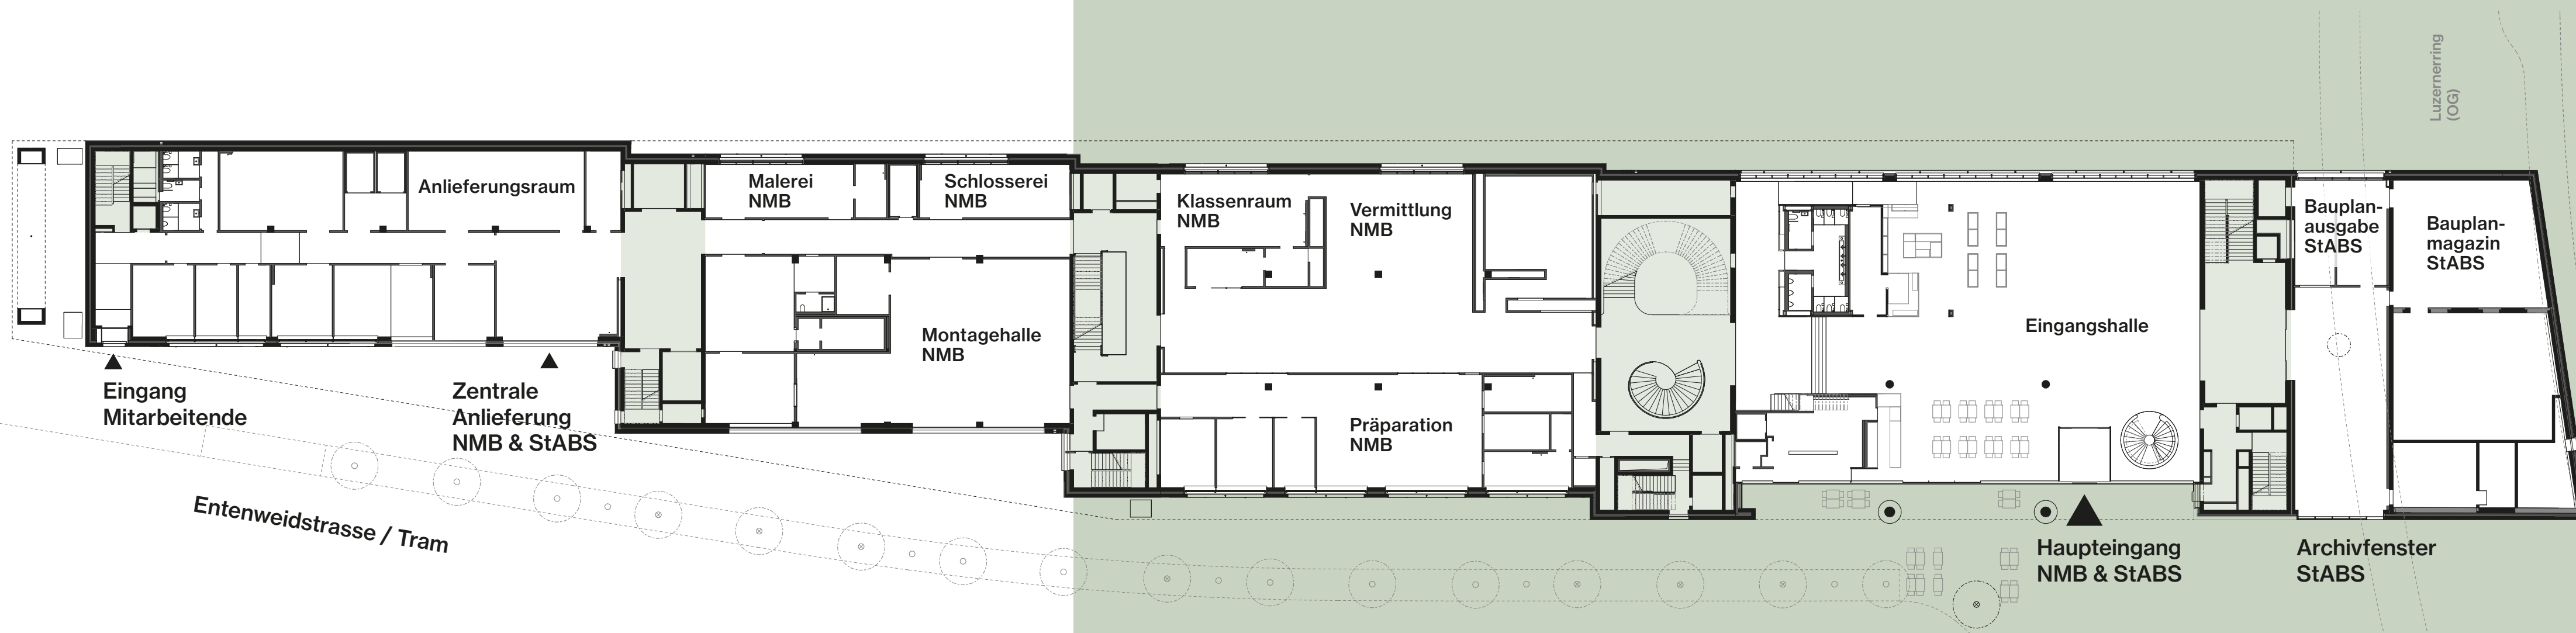 Luzernerring
(OG)
Anlieferungsraum
Malerei
NMB
Schlosserei
NMB
Klassenraum
NMB
Vermittlung
NMB
Bauplan-
ausgabe
StABS
Bauplan-
magazin
StABS
Montagehalle
NMB
Eingangshalle
Präparation
NMB
Eingang
Mitarbeitende
Zentrale
Anlieferung
NMB & StABS
Entenweidstrasse / Tram
Haupteingang
NMB & StABS
Archivfenster
StABS